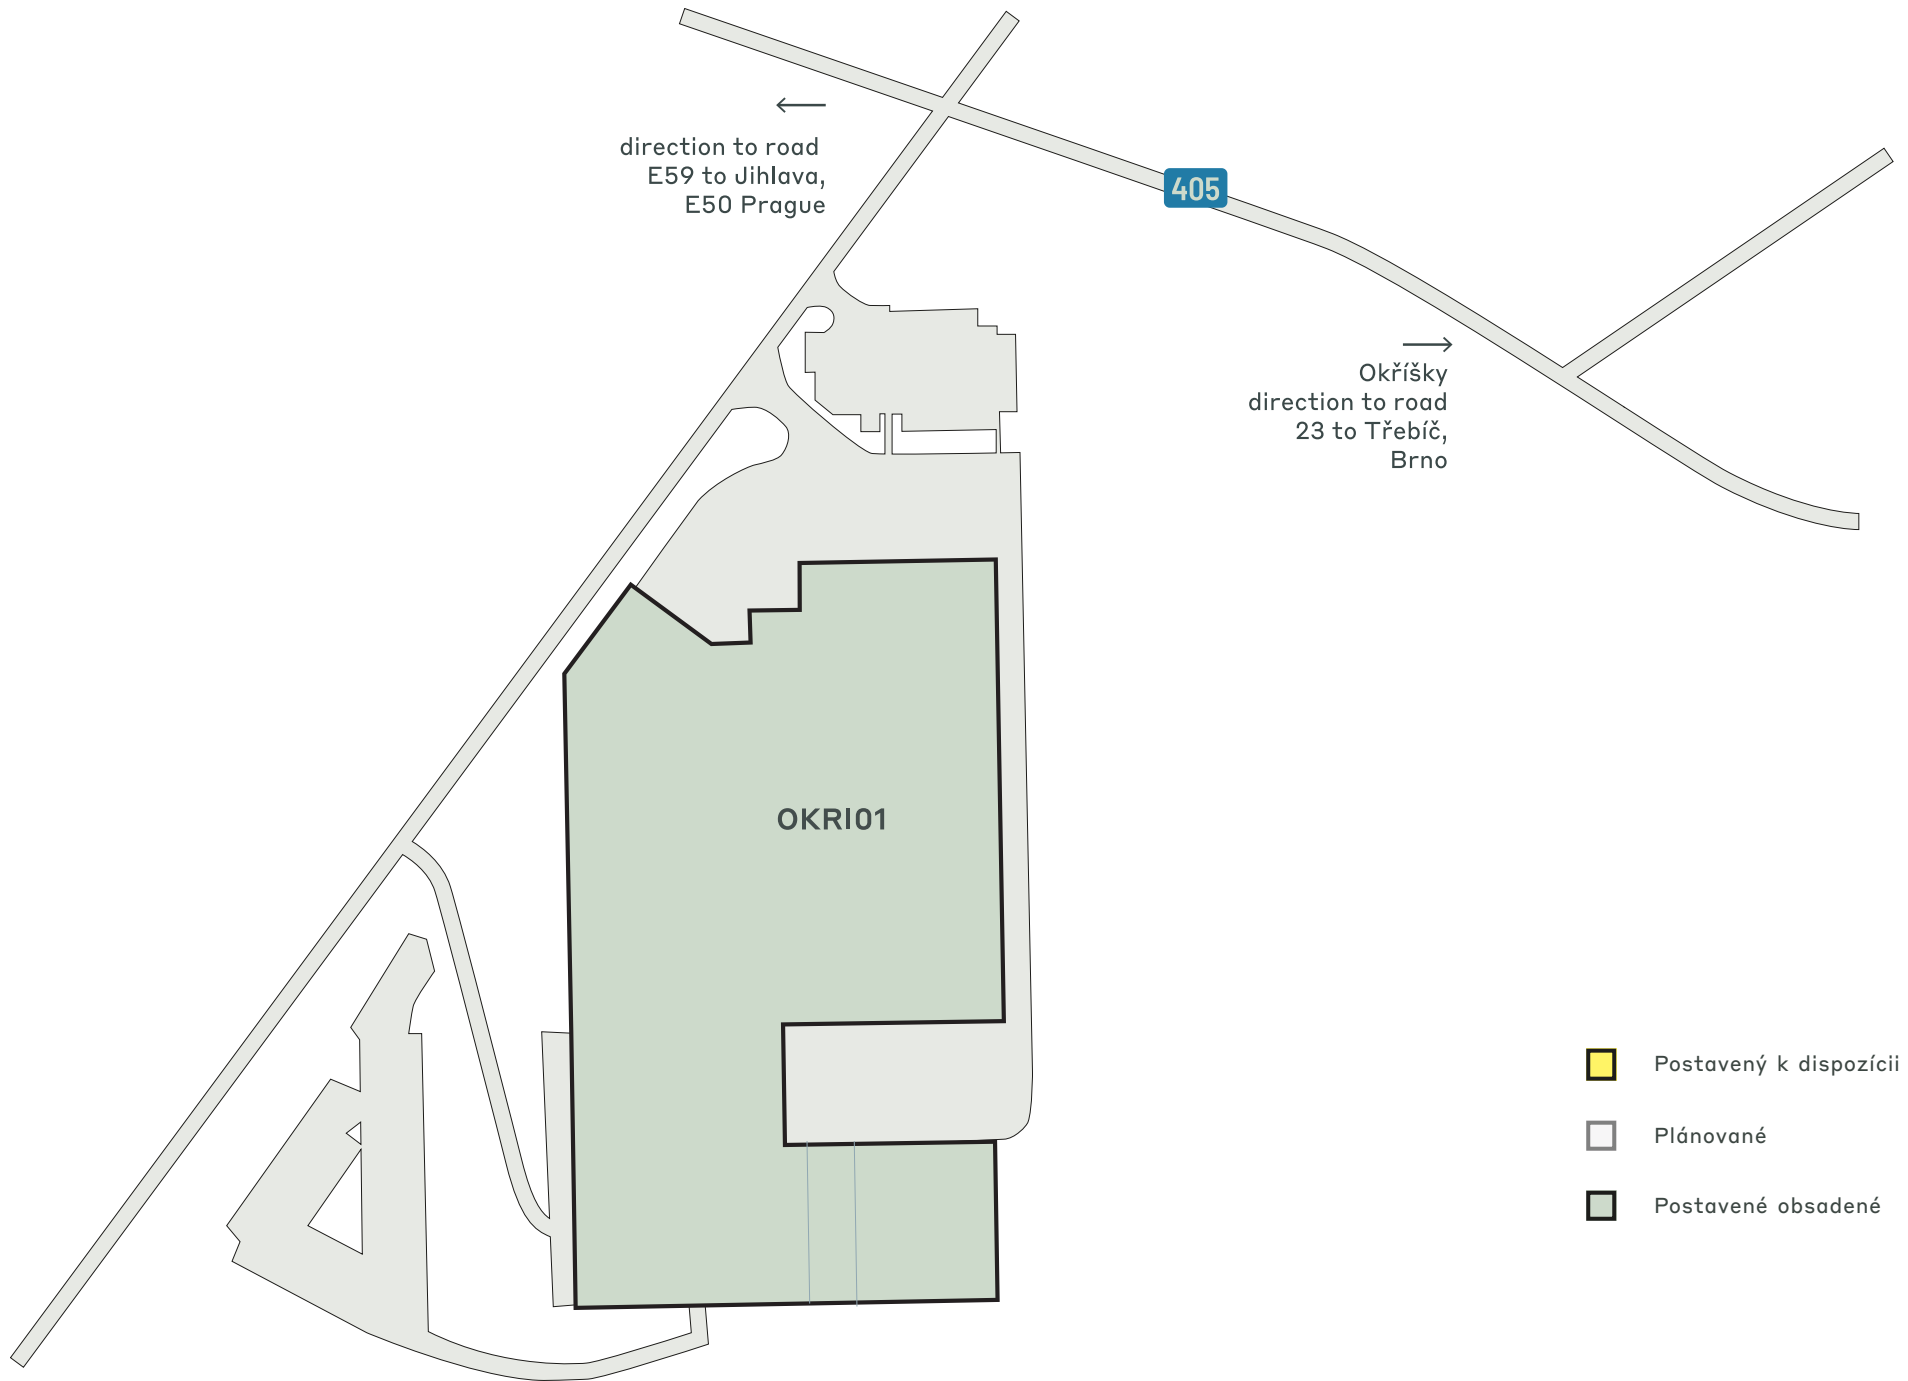 direction to road
E59 to Jihlava,
E50 Prague
405
Okříšky
direction to road
23 to Třebíč,
Brno
OKRI01
Postavený k dispozícii
Plánované
Postavené obsadené